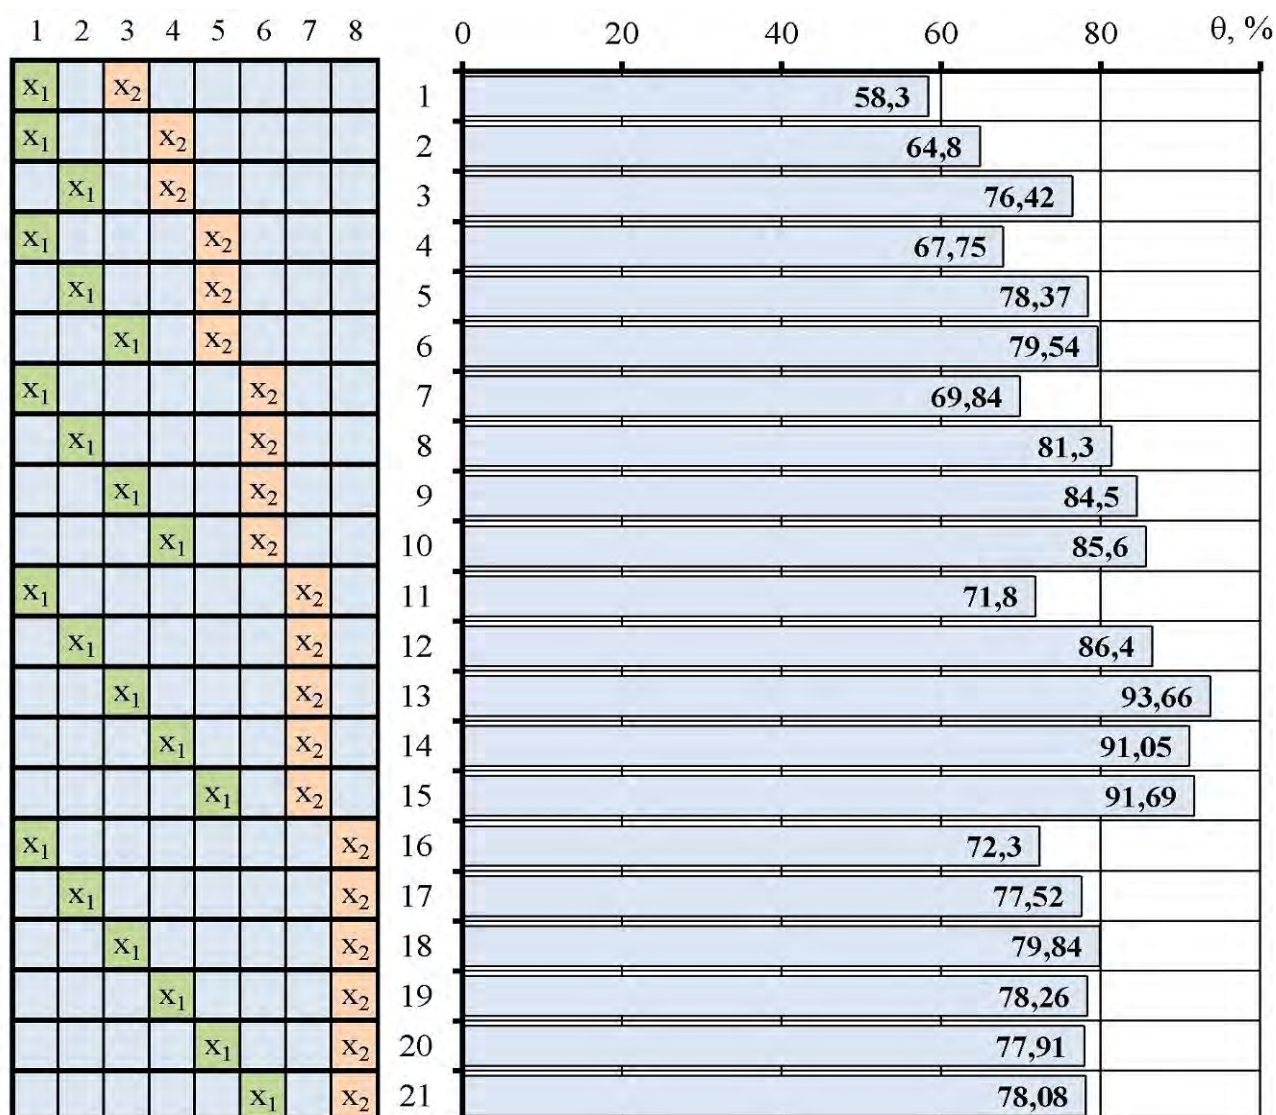 1 2 3 4 5 6 7 8 0 20 40 60 80 θ, %
x₁ x₂ 1 58,3
x₁ x₂ 2 64,8
x₁ x₂ 3 76,42
x₁ x₂ 4 67,75
x₁ x₂ 5 78,37
x₁ x₂ 6 79,54
x₁ x₂ 7 69,84
x₁ x₂ 8 81,3
x₁ x₂ 9 84,5
x₁ x₂ 10 85,6
x₁ x₂ 11 71,8
x₁ x₂ 12 86,4
x₁ x₂ 13 93,66
x₁ x₂ 14 91,05
x₁ x₂ 15 91,69
x₁ x₂ 16 72,3
x₁ x₂ 17 77,52
x₁ x₂ 18 79,84
x₁ x₂ 19 78,26
x₁ x₂ 20 77,91
x₁ x₂ 21 78,08